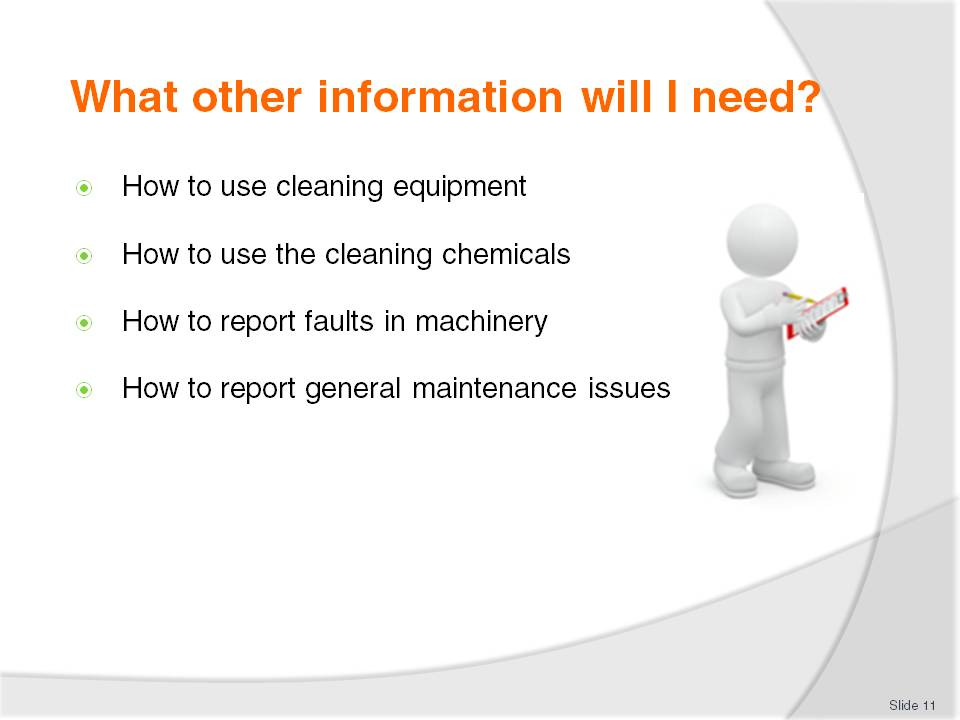 What other information will I need?
How to use cleaning equipment
How to use the cleaning chemicals
How to report faults in machinery
How to report general maintenance issues
Slide 11